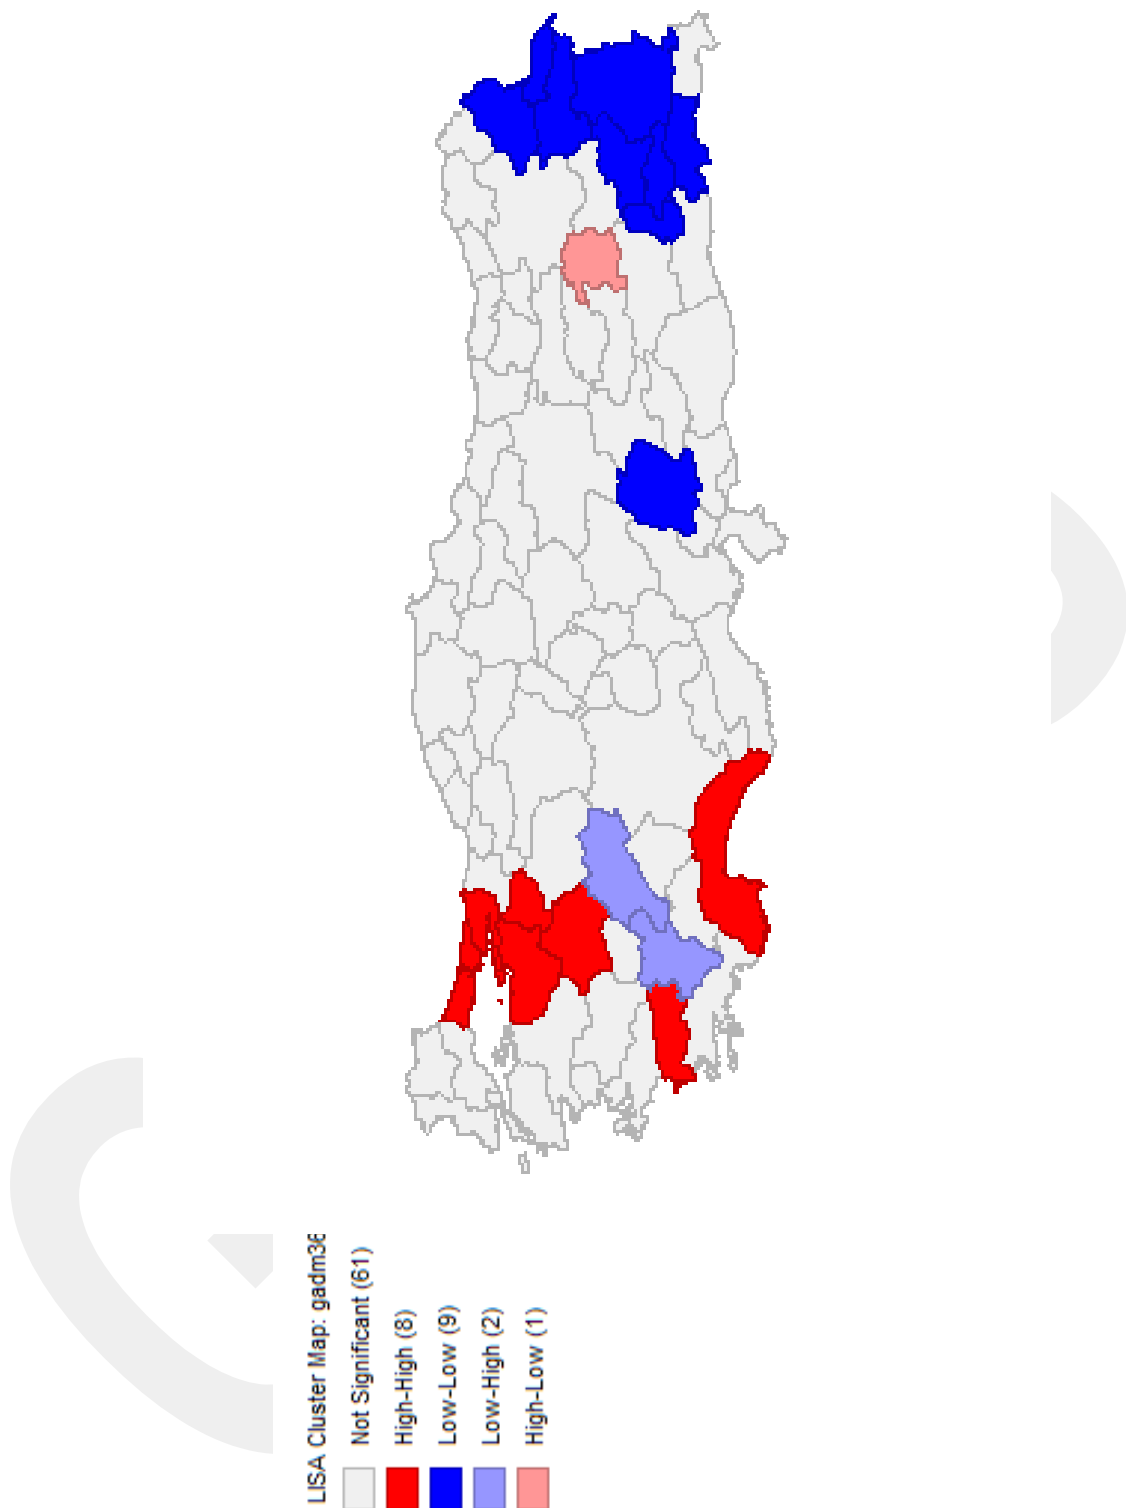 LISA Cluster Map: gadm36
Not Significant (61)
High-High (8)
Low-Low (9)
Low-High (2)
High-Low (1)